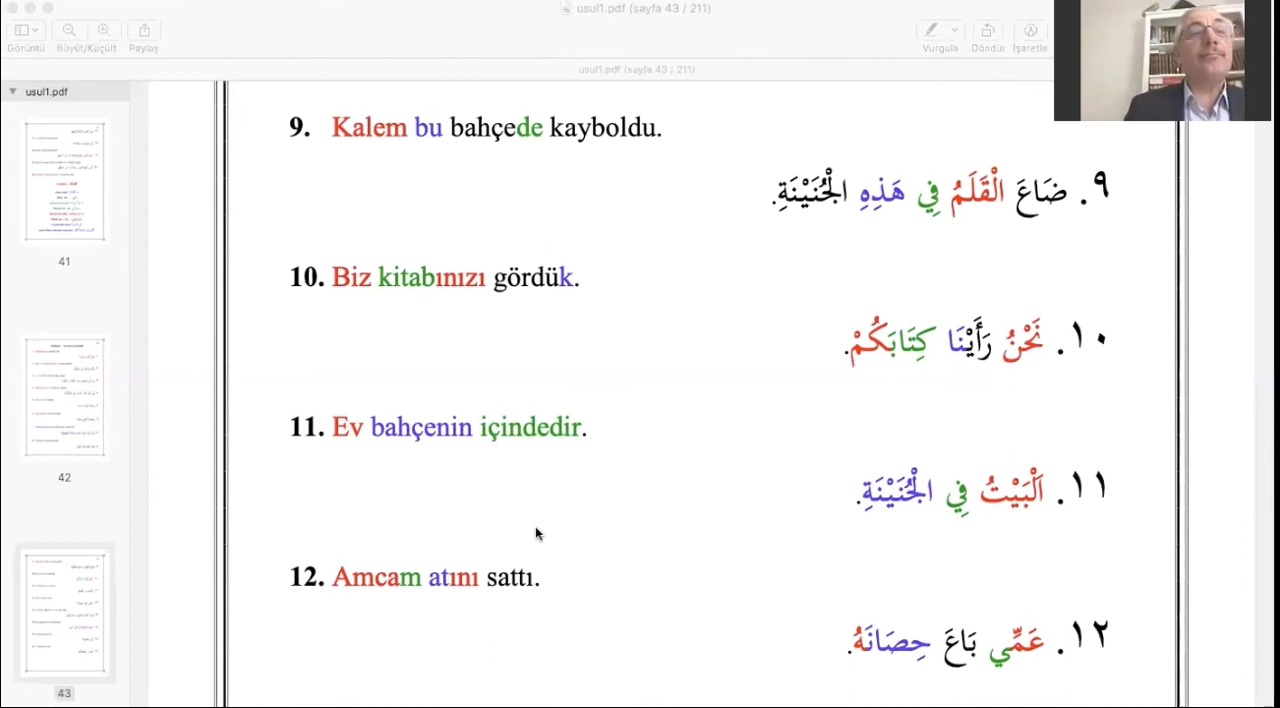 usul1.pdf (sayfa 43 / 211)
Görüntü
Büyüt/Küçült
Paylaş
Vurgula
Döndür
İşaretle
usul1.pdf (sayfa 43 / 211)
usul1.pdf
41
42
43
9. Kalem bu bahçede kayboldu.
٩. ضَاعَ الْقَلَمُ فِي هَذِهِ الْجُنَيْنَةِ.
10. Biz kitabınızı gördük.
١٠. نَحْنُ رَأَيْنَا كِتَابَكُمْ.
11. Ev bahçenin içindedir.
١١. اَلْبَيْتُ فِي الْجُنَيْنَةِ.
12. Amcam atını sattı.
١٢. عَمِّي بَاعَ حِصَانَهُ.